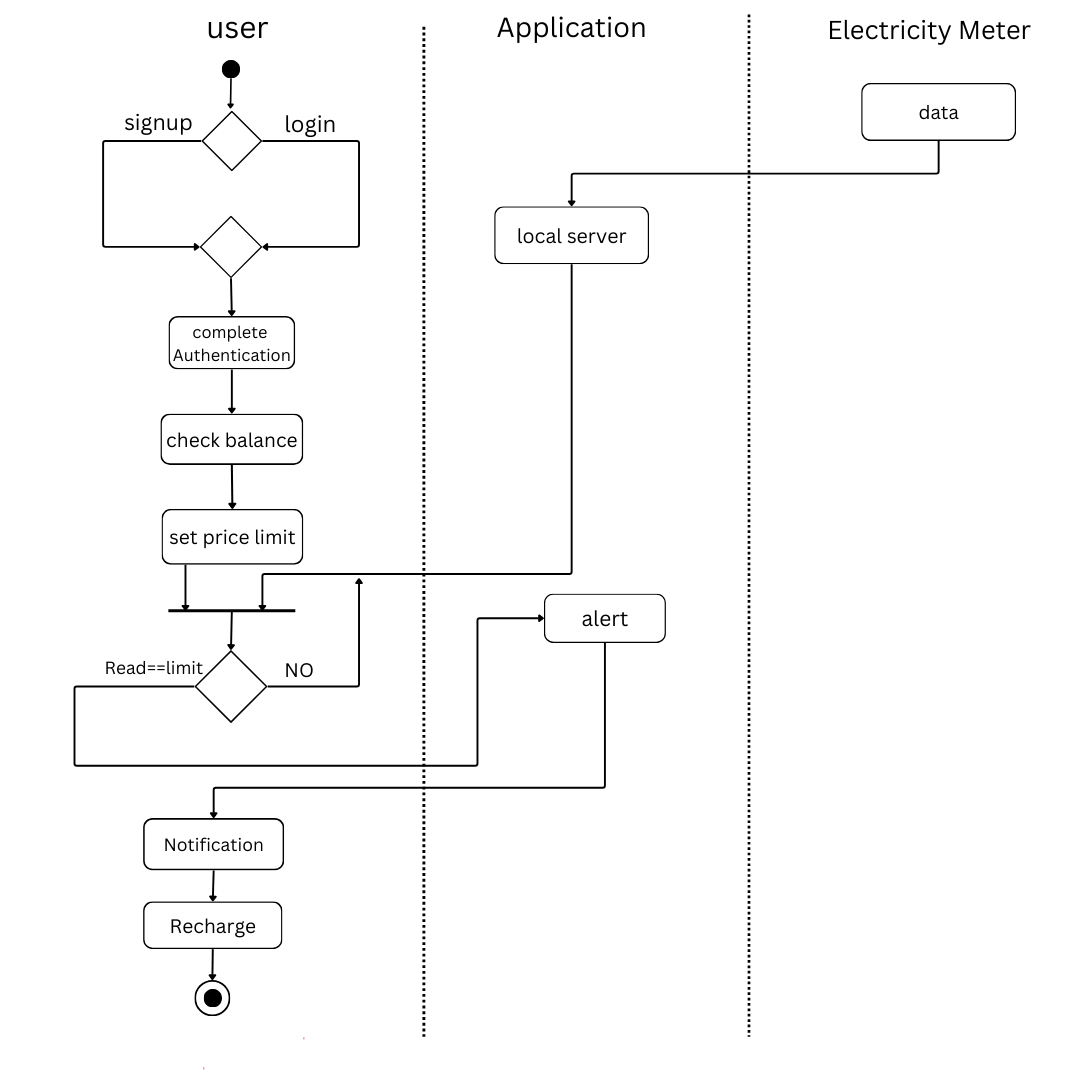 user
Application
Electricity Meter
signup
login
data
local server
complete
Authentication
check balance
set price limit
alert
Read==limit
NO
Notification
Recharge